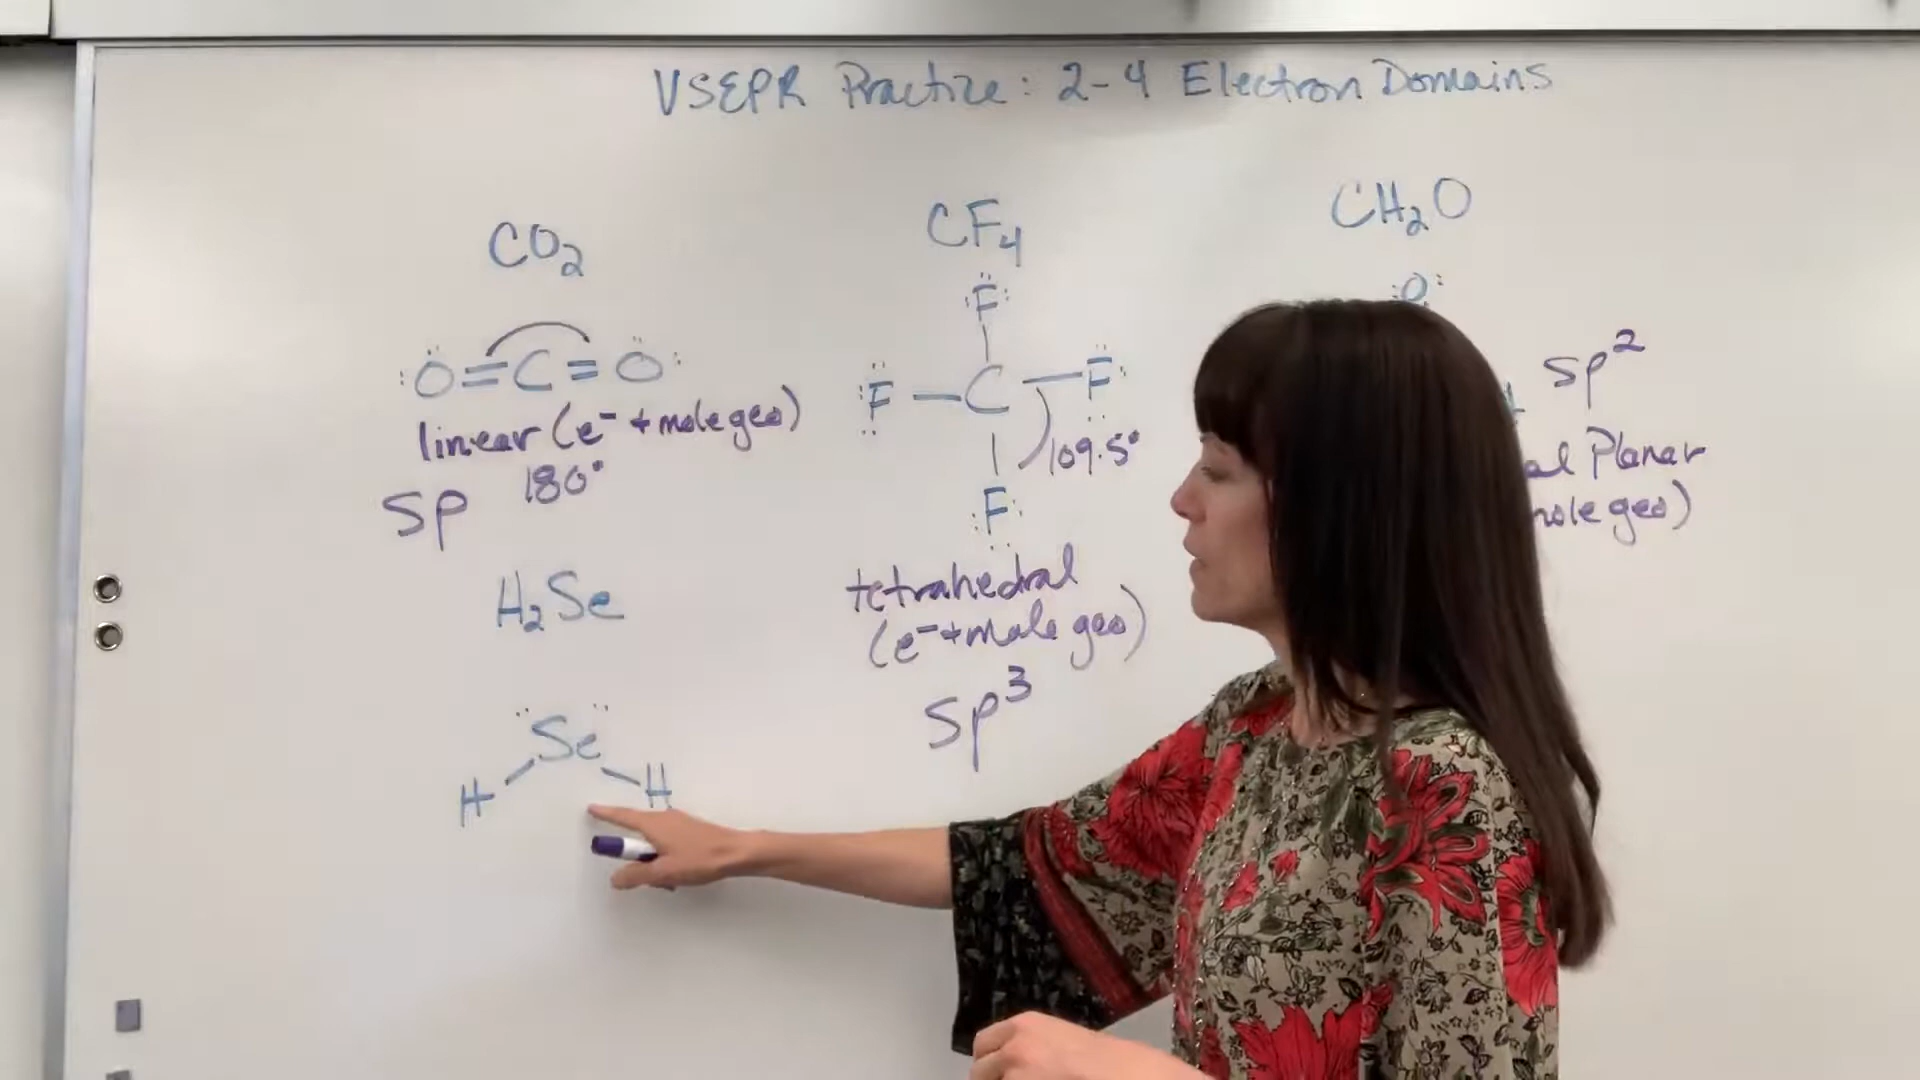 VSEPR Practice: 2-4 Electron Domains
CO₂
:Ö=C=Ö:
linear (e⁻ + mole geo)
180°
sp
CF₄
F
F—C—F
F
109.5°
tetrahedral
(e⁻ + mole geo)
sp³
CH₂O
:O:
sp²
al Planar
mole geo)
H₂Se
Se
H H